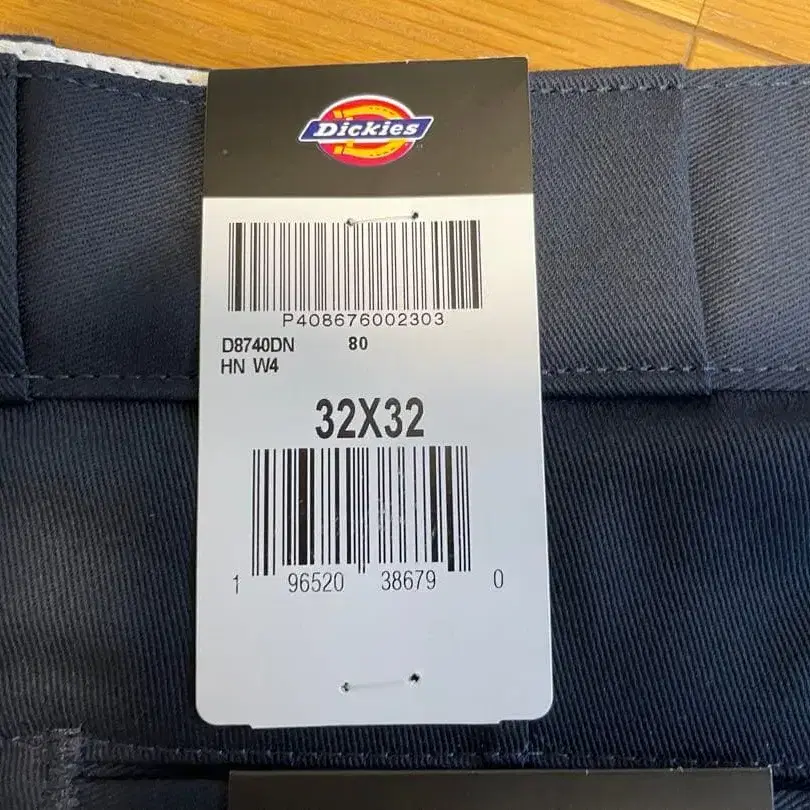 Dickies
P408676002303
D8740DN 80
HN W4
32X32
1 96520 38679 0